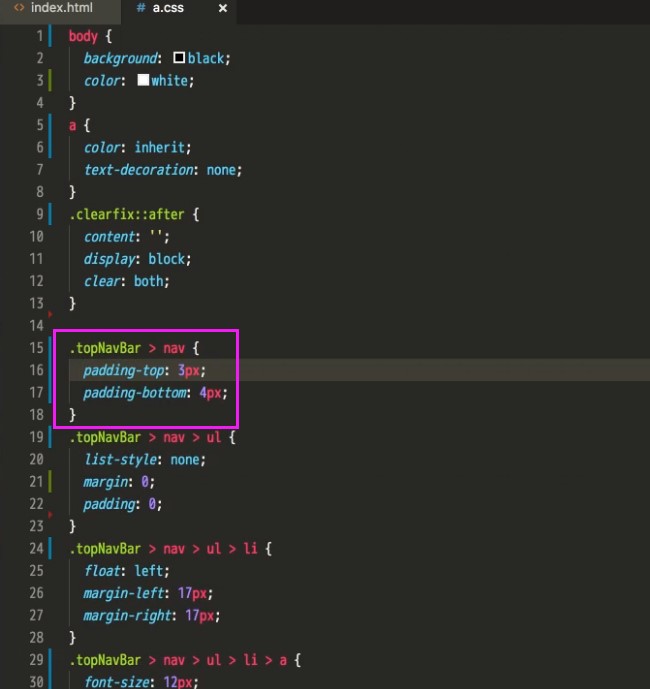 <> index.html
# a.css ×
1 body {
2 background: black;
3 color: white;
4 }
5 a {
6 color: inherit;
7 text-decoration: none;
8 }
9 .clearfix::after {
10 content: '';
11 display: block;
12 clear: both;
13 }
14
15 .topNavBar > nav {
16 padding-top: 3px;
17 padding-bottom: 4px;
18 }
19 .topNavBar > nav > ul {
20 list-style: none;
21 margin: 0;
22 padding: 0;
23 }
24 .topNavBar > nav > ul > li {
25 float: left;
26 margin-left: 17px;
27 margin-right: 17px;
28 }
29 .topNavBar > nav > ul > li > a {
30 font-size: 12px;